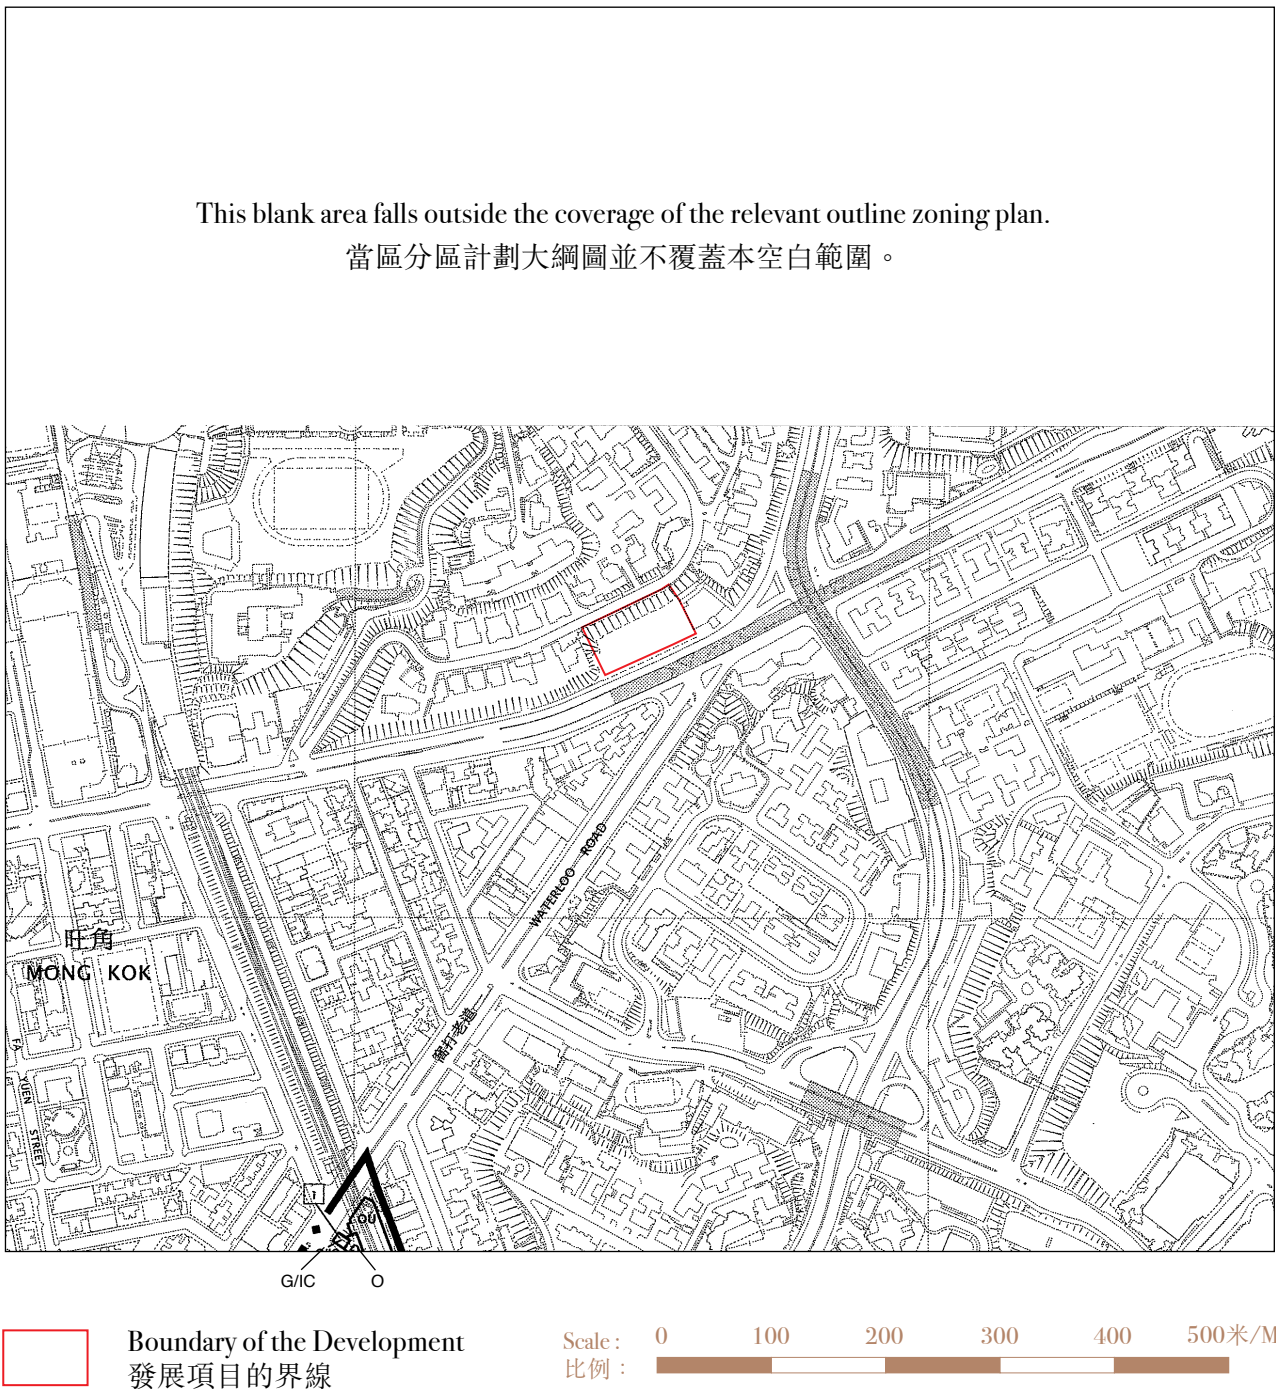 This blank area falls outside the coverage of the relevant outline zoning plan.
當區分區計劃大綱圖並不覆蓋本空白範圍。
WATERLOO ROAD
旺角
MONG KOK
窩打老道
FA
YUEN
STREET
1
OU
G/IC
O
Boundary of the Development
發展項目的界線
Scale :
比例 :
0 100 200 300 400 500米/M